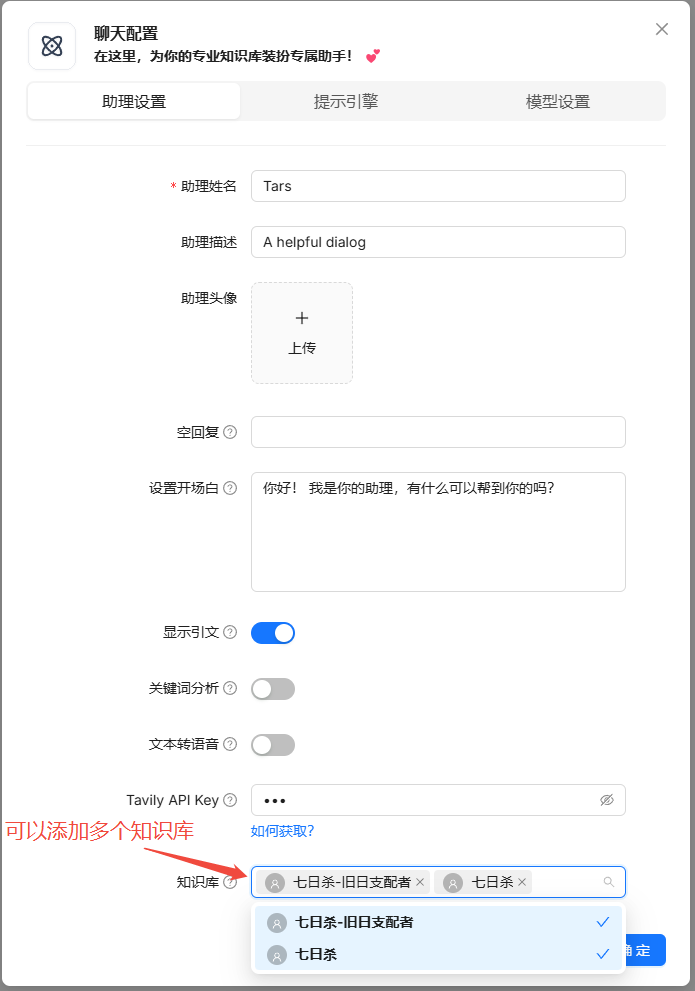 聊天配置
在这里，为你的专业知识库装扮专属助手！ 💕
助理设置 提示引擎 模型设置
* 助理姓名 Tars
助理描述 A helpful dialog
助理头像
+
上传
空回复
设置开场白 你好！ 我是你的助理，有什么可以帮到你的吗？
显示引文
关键词分析
文本转语音
Tavily API Key •••
如何获取?
可以添加多个知识库
知识库 七日杀-旧日支配者 × 七日杀 ×
七日杀-旧日支配者
七日杀
定